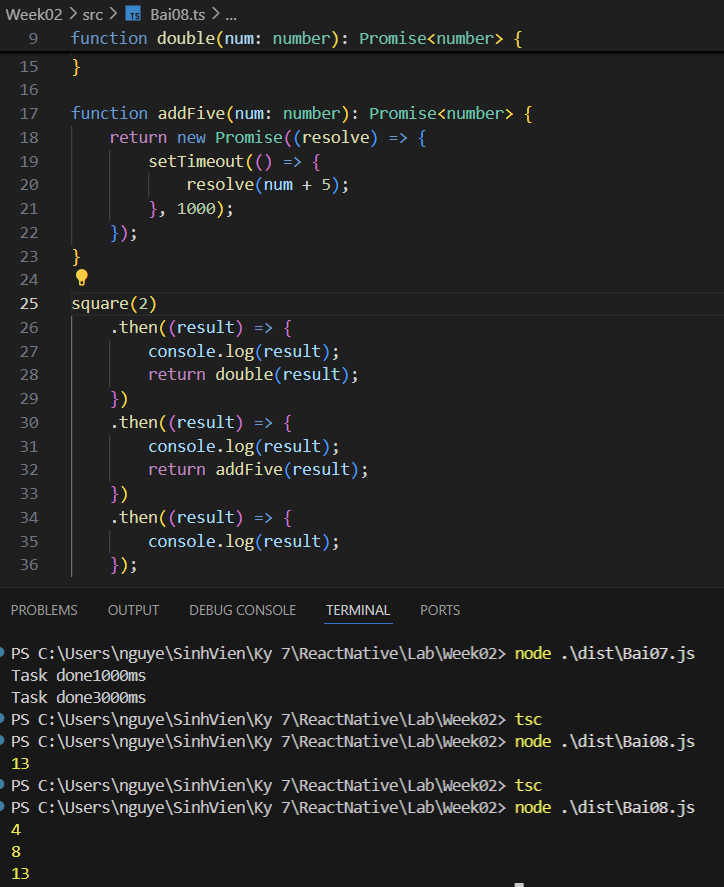 Week02 > src > TS Bai08.ts > ...
9 function double(num: number): Promise<number> {
15 }
16
17 function addFive(num: number): Promise<number> {
18     return new Promise((resolve) => {
19         setTimeout(() => {
20             resolve(num + 5);
21         }, 1000);
22     });
23 }
24
25 square(2)
26     .then((result) => {
27         console.log(result);
28         return double(result);
29     })
30     .then((result) => {
31         console.log(result);
32         return addFive(result);
33     })
34     .then((result) => {
35         console.log(result);
36     });
PROBLEMS OUTPUT DEBUG CONSOLE TERMINAL PORTS
PS C:\Users\nguye\SinhVien\Ky 7\ReactNative\Lab\Week02> node .\dist\Bai07.js
Task done1000ms
Task done3000ms
PS C:\Users\nguye\SinhVien\Ky 7\ReactNative\Lab\Week02> tsc
PS C:\Users\nguye\SinhVien\Ky 7\ReactNative\Lab\Week02> node .\dist\Bai08.js
13
PS C:\Users\nguye\SinhVien\Ky 7\ReactNative\Lab\Week02> tsc
PS C:\Users\nguye\SinhVien\Ky 7\ReactNative\Lab\Week02> node .\dist\Bai08.js
4
8
13